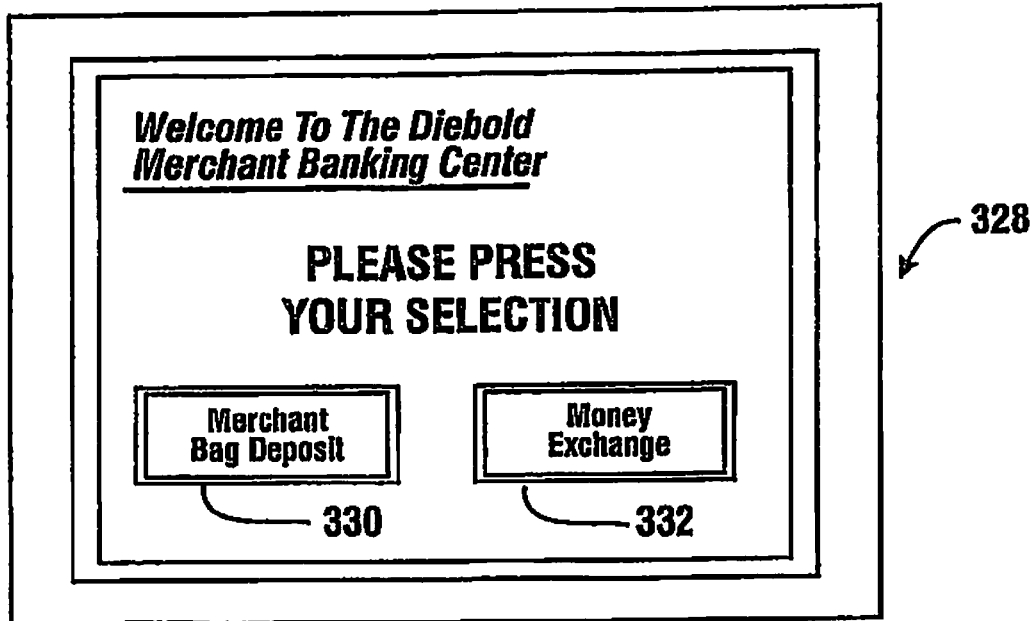 Welcome To The Diebold
Merchant Banking Center
328
PLEASE PRESS
YOUR SELECTION
Merchant
Bag Deposit
Money
Exchange
330
332